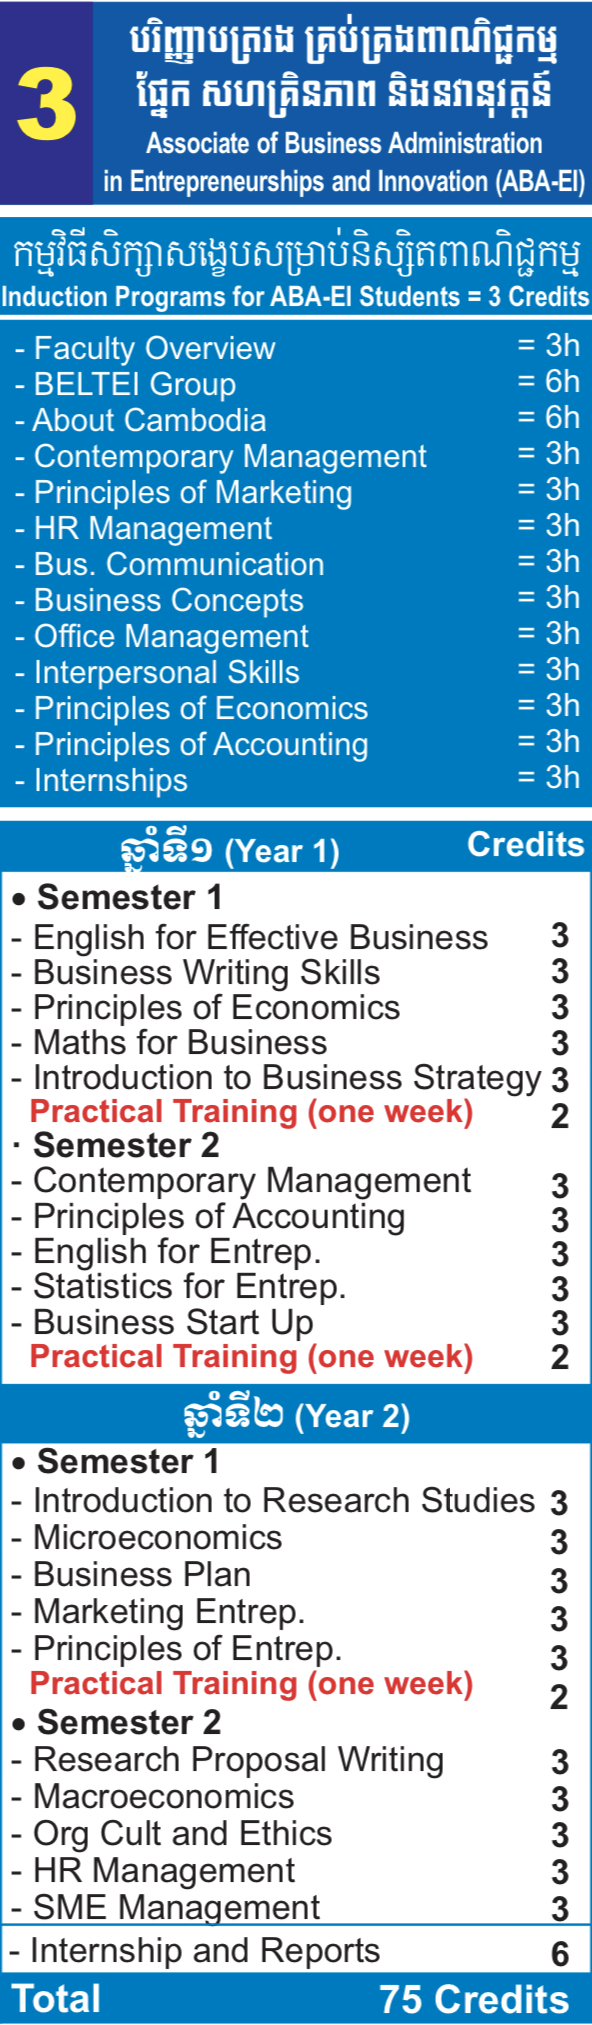 3
បរិញ្ញាបត្ររង គ្រប់គ្រងពាណិជ្ជកម្ម
ផ្នែក សហគ្រិនភាព និងនវានុវត្តន៍
Associate of Business Administration
in Entrepreneurships and Innovation (ABA-EI)
កម្មវិធីសិក្សាសង្ខេបសម្រាប់និស្សិតពាណិជ្ជកម្ម
Induction Programs for ABA-EI Students = 3 Credits
- Faculty Overview = 3h
- BELTEI Group = 6h
- About Cambodia = 6h
- Contemporary Management = 3h
- Principles of Marketing = 3h
- HR Management = 3h
- Bus. Communication = 3h
- Business Concepts = 3h
- Office Management = 3h
- Interpersonal Skills = 3h
- Principles of Economics = 3h
- Principles of Accounting = 3h
- Internships = 3h
ឆ្នាំទី១ (Year 1) Credits
• Semester 1
- English for Effective Business 3
- Business Writing Skills 3
- Principles of Economics 3
- Maths for Business 3
- Introduction to Business Strategy 3
Practical Training (one week) 2
· Semester 2
- Contemporary Management 3
- Principles of Accounting 3
- English for Entrep. 3
- Statistics for Entrep. 3
- Business Start Up 3
Practical Training (one week) 2
ឆ្នាំទី២ (Year 2)
• Semester 1
- Introduction to Research Studies 3
- Microeconomics 3
- Business Plan 3
- Marketing Entrep. 3
- Principles of Entrep. 3
Practical Training (one week) 2
• Semester 2
- Research Proposal Writing 3
- Macroeconomics 3
- Org Cult and Ethics 3
- HR Management 3
- SME Management 3
- Internship and Reports 6
Total 75 Credits